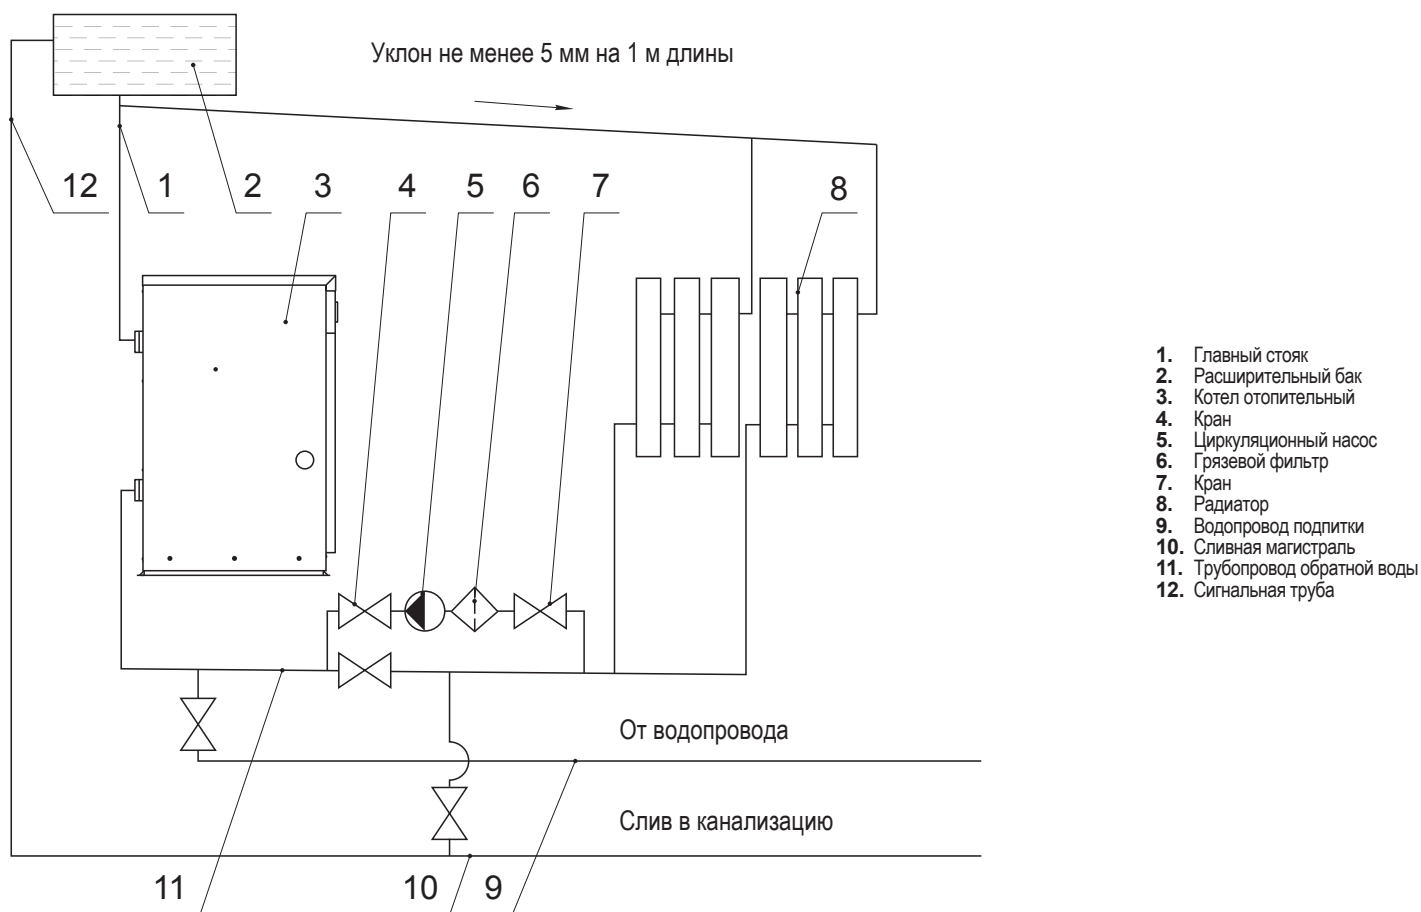 Уклон не менее 5 мм на 1 м длины
12 1 2 3 4 5 6 7 8
1. Главный стояк
2. Расширительный бак
3. Котел отопительный
4. Кран
5. Циркуляционный насос
6. Грязевой фильтр
7. Кран
8. Радиатор
9. Водопровод подпитки
10. Сливная магистраль
11. Трубопровод обратной воды
12. Сигнальная труба
От водопровода
Слив в канализацию
11 10 9